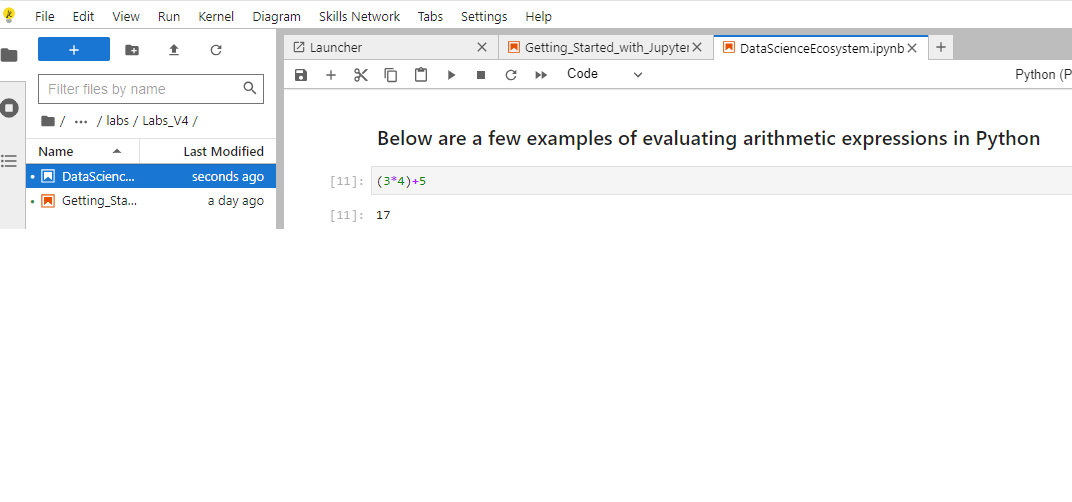 File Edit View Run Kernel Diagram Skills Network Tabs Settings Help
Launcher Getting_Started_with_Jupyter DataScienceEcosystem.ipynb
Code Python (P
Filter files by name
/ ... / labs / Labs_V4 /
Name Last Modified
DataScienc... seconds ago
Getting_Sta... a day ago
Below are a few examples of evaluating arithmetic expressions in Python
[11]: (3*4)+5
[11]: 17